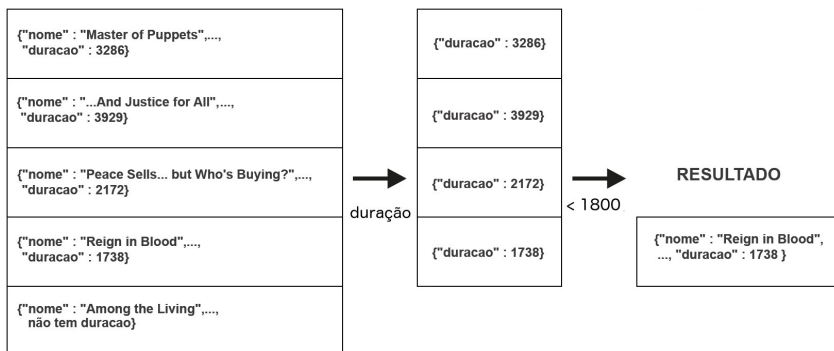 {"nome" : "Master of Puppets",...,
"duracao" : 3286}
{"nome" : "...And Justice for All",...,
"duracao" : 3929}
{"nome" : "Peace Sells... but Who's Buying?",...,
"duracao" : 2172}
{"nome" : "Reign in Blood",...,
"duracao" : 1738}
{"nome" : "Among the Living",...,
não tem duracao}
duração
{"duracao" : 3286}
{"duracao" : 3929}
{"duracao" : 2172}
{"duracao" : 1738}
< 1800
RESULTADO
{"nome" : "Reign in Blood",
..., "duracao" : 1738 }